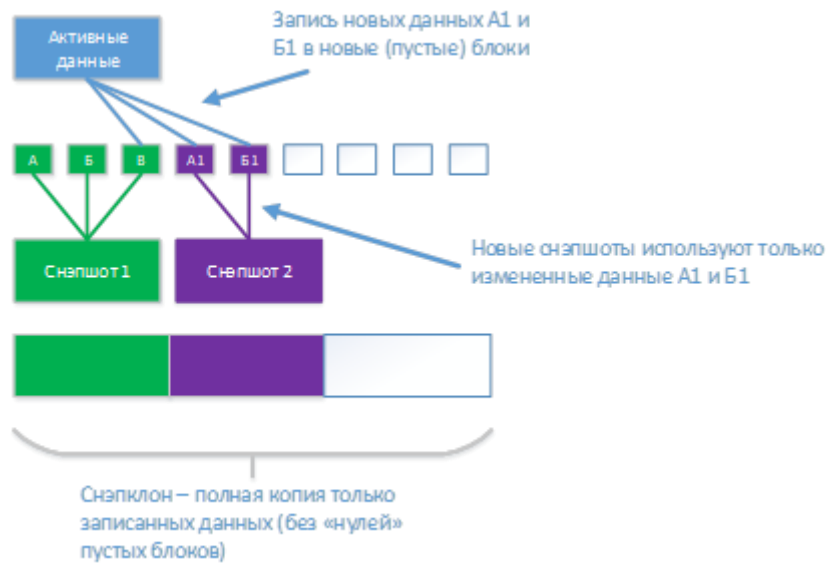 Запись новых данных А1 и
Б1 в новые (пустые) блоки
Активные
данные
А Б В А1 Б1
Снэпшот 1 Снэпшот 2
Новые снэпшоты используют только
измененные данные А1 и Б1
Снэпклон – полная копия только
записанных данных (без «нулей»
пустых блоков)